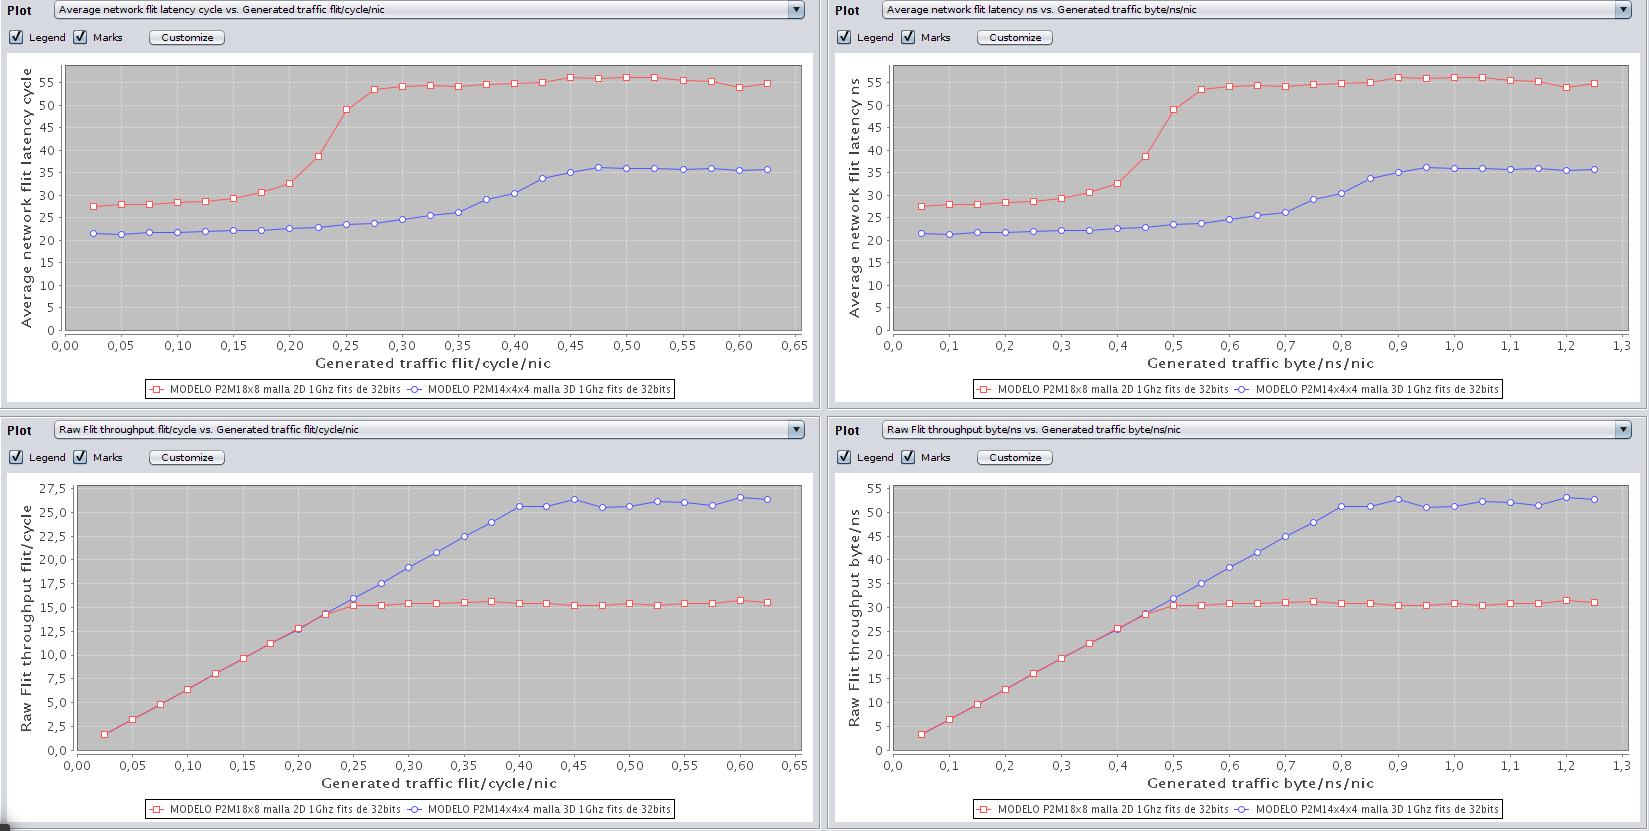 Plot Average network flit latency cycle vs. Generated traffic flit/cycle/nic
Legend Marks Customize
Average network flit latency cycle
55
50
45
40
35
30
25
20
15
10
5
0
0,00 0,05 0,10 0,15 0,20 0,25 0,30 0,35 0,40 0,45 0,50 0,55 0,60 0,65
Generated traffic flit/cycle/nic
MODELO P2M18x8 malla 2D 1Ghz fits de 32bits MODELO P2M14x4x4 malla 3D 1Ghz fits de 32bits
Plot Average network flit latency ns vs. Generated traffic byte/ns/nic
Legend Marks Customize
Average network flit latency ns
55
50
45
40
35
30
25
20
15
10
5
0
0,0 0,1 0,2 0,3 0,4 0,5 0,6 0,7 0,8 0,9 1,0 1,1 1,2 1,3
Generated traffic byte/ns/nic
MODELO P2M18x8 malla 2D 1Ghz fits de 32bits MODELO P2M14x4x4 malla 3D 1Ghz fits de 32bits
Plot Raw Flit throughput flit/cycle vs. Generated traffic flit/cycle/nic
Legend Marks Customize
Raw Flit throughput flit/cycle
27,5
25,0
22,5
20,0
17,5
15,0
12,5
10,0
7,5
5,0
2,5
0,0
0,00 0,05 0,10 0,15 0,20 0,25 0,30 0,35 0,40 0,45 0,50 0,55 0,60 0,65
Generated traffic flit/cycle/nic
MODELO P2M18x8 malla 2D 1Ghz fits de 32bits MODELO P2M14x4x4 malla 3D 1Ghz fits de 32bits
Plot Raw Flit throughput byte/ns vs. Generated traffic byte/ns/nic
Legend Marks Customize
Raw Flit throughput byte/ns
55
50
45
40
35
30
25
20
15
10
5
0
0,0 0,1 0,2 0,3 0,4 0,5 0,6 0,7 0,8 0,9 1,0 1,1 1,2 1,3
Generated traffic byte/ns/nic
MODELO P2M18x8 malla 2D 1Ghz fits de 32bits MODELO P2M14x4x4 malla 3D 1Ghz fits de 32bits